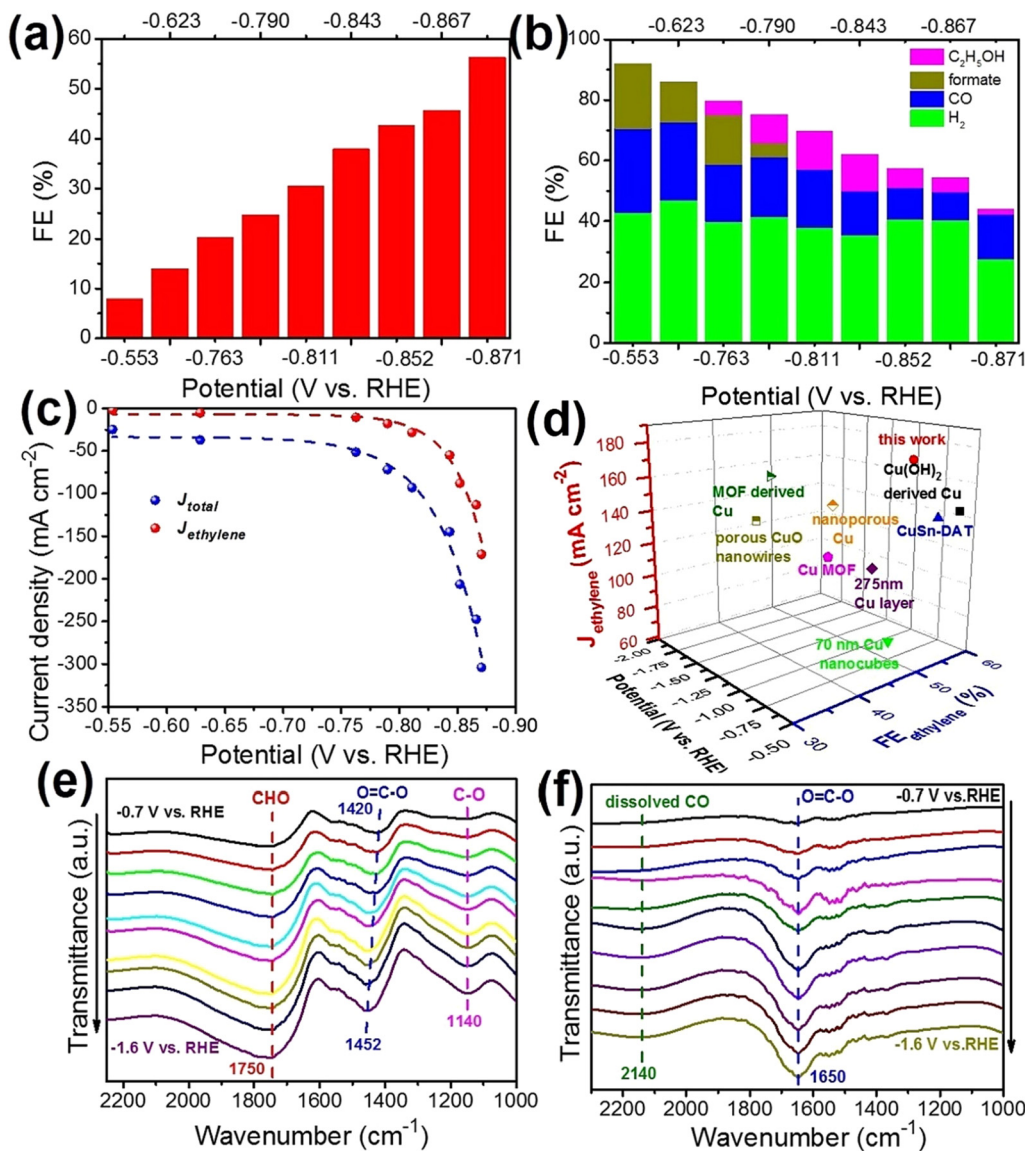 (a)
-0.623 -0.790 -0.843 -0.867
60
50
40
30
20
10
0
FE (%)
-0.553 -0.763 -0.811 -0.852 -0.871
Potential (V vs. RHE)
(b)
-0.623 -0.790 -0.843 -0.867
100
80
60
40
20
0
FE (%)
C₂H₅OH
formate
CO
H₂
-0.553 -0.763 -0.811 -0.852 -0.871
Potential (V vs. RHE)
(c)
0
-50
-100
-150
-200
-250
-300
-350
Current density (mA cm⁻²)
J_total
J_ethylene
-0.55 -0.60 -0.65 -0.70 -0.75 -0.80 -0.85 -0.90
Potential (V vs. RHE)
(d)
180
160
140
120
100
80
60
J_ethylene (mA cm⁻²)
this work
Cu(OH)₂
derived Cu
MOF derived
Cu
nanoporous
Cu
CuSn-DAT
porous CuO
nanowires
Cu MOF
275nm
Cu layer
70 nm Cu
nanocubes
-2.00
-1.75
-1.50
-1.25
-1.00
-0.75
-0.50
Potential (V vs. RHE)
30 40 50 60
FE_ethylene (%)
(e)
CHO
O=C-O
C-O
-0.7 V vs. RHE
1420
-1.6 V vs. RHE
1750
1452
1140
Transmittance (a.u.)
2200 2000 1800 1600 1400 1200 1000
Wavenumber (cm⁻¹)
(f)
dissolved CO
O=C-O
-0.7 V vs.RHE
-1.6 V vs.RHE
2140
1650
Transmittance (a.u.)
2200 2000 1800 1600 1400 1200 1000
Wavenumber (cm⁻¹)